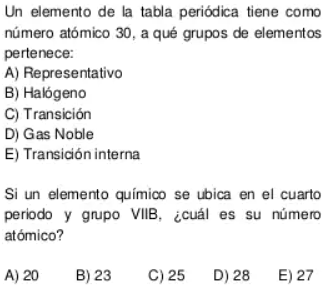 Un elemento de la tabla periódica tiene como
número atómico 30, a qué grupos de elementos
pertenece:
A) Representativo
B) Halógeno
C) Transición
D) Gas Noble
E) Transición interna
Si un elemento químico se ubica en el cuarto
periodo y grupo VIIB, ¿cuál es su número
atómico?
A) 20 B) 23 C) 25 D) 28 E) 27